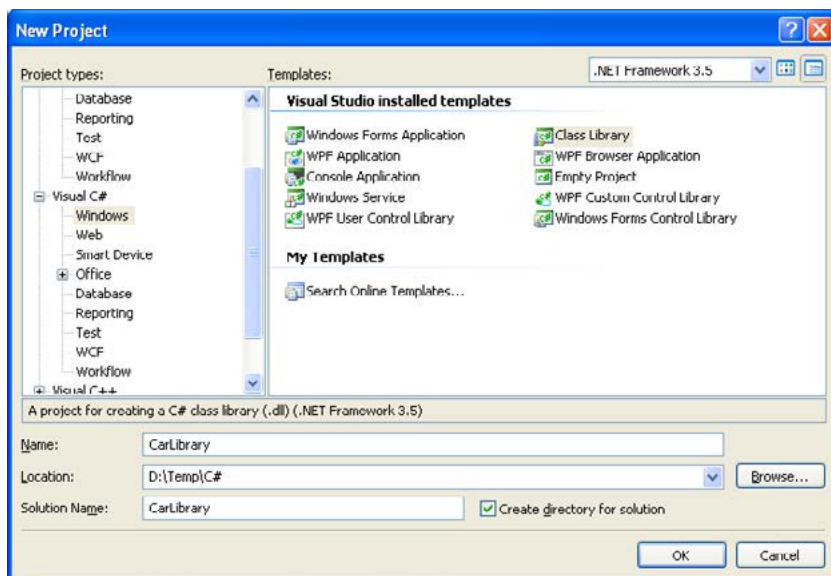 New Project
Project types:
Templates:
.NET Framework 3.5
Database
Reporting
Test
WCF
Workflow
Visual C#
Windows
Web
Smart Device
Office
Database
Reporting
Test
WCF
Workflow
Visual C++
Visual Studio installed templates
Windows Forms Application
WPF Application
Console Application
Windows Service
WPF User Control Library
Class Library
WPF Browser Application
Empty Project
WPF Custom Control Library
Windows Forms Control Library
My Templates
Search Online Templates...
A project for creating a C# class library (.dll) (.NET Framework 3.5)
Name:
CarLibrary
Location:
D:\Temp\C#
Browse...
Solution Name:
CarLibrary
Create directory for solution
OK
Cancel